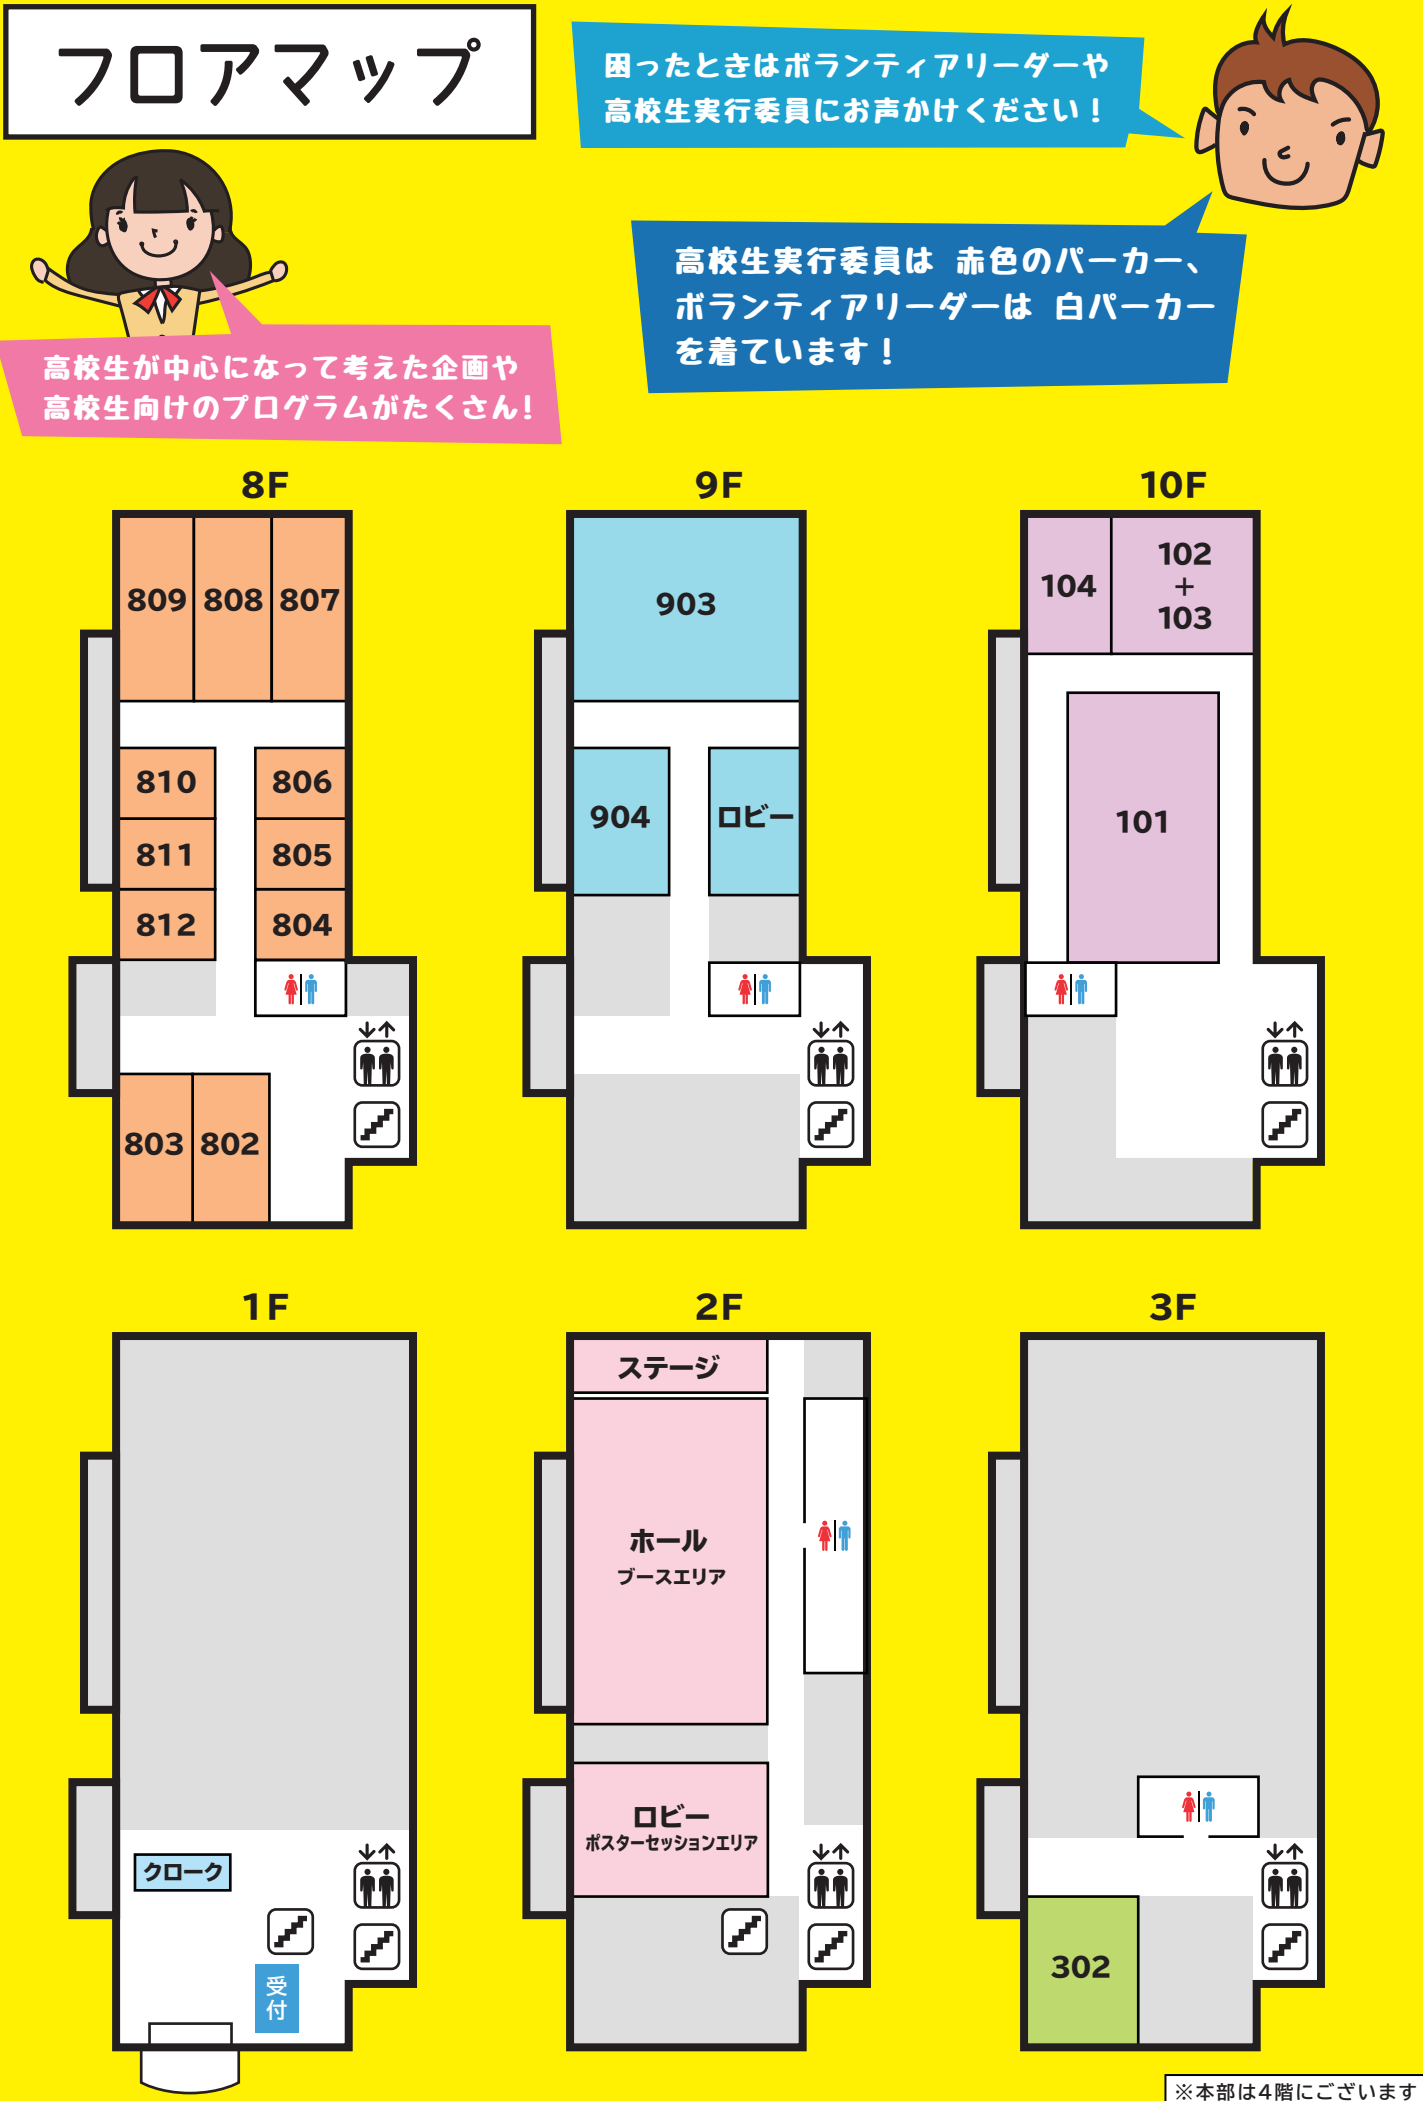 フロアマップ
困ったときはボランティアリーダーや
高校生実行委員にお声かけください！
高校生実行委員は 赤色のパーカー、
ボランティアリーダーは 白パーカー
を着ています！
高校生が中心になって考えた企画や
高校生向けのプログラムがたくさん！
8F
809 808 807
810 806
811 805
812 804
803 802
9F
903
904 ロビー
10F
104
102
+
103
101
1F
クローク
受付
2F
ステージ
ホール
ブースエリア
ロビー
ポスターセッションエリア
3F
302
※本部は4階にございます